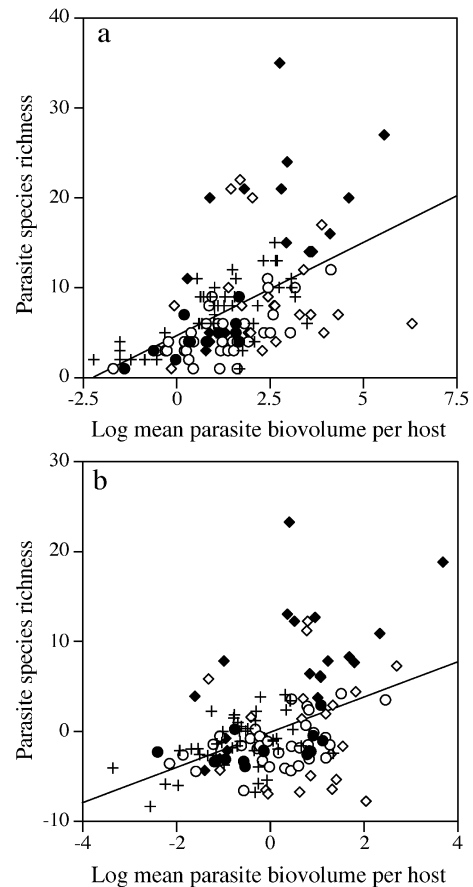 a
40
30
20
10
0
Parasite species richness
-2.5 0 2.5 5 7.5
Log mean parasite biovolume per host
b
30
20
10
0
-10
Parasite species richness
-4 -2 0 2 4
Log mean parasite biovolume per host